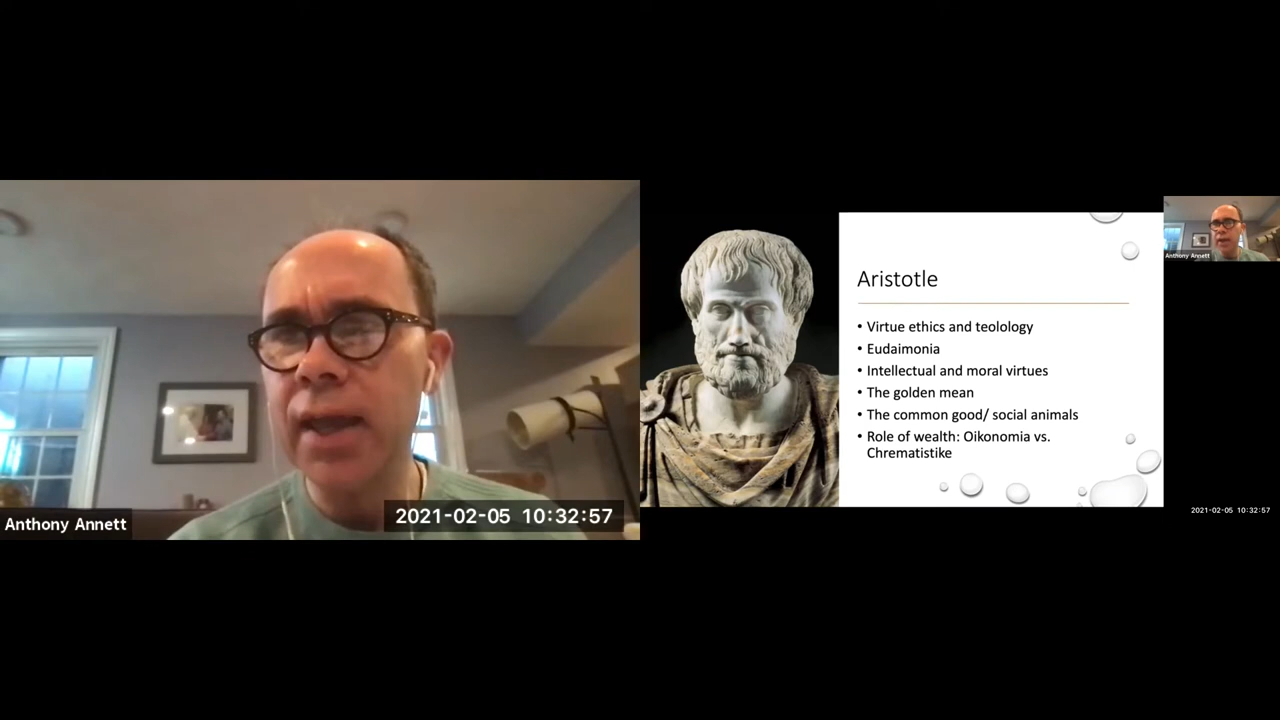 Anthony Annett
2021-02-05 10:32:57
Aristotle
• Virtue ethics and teolology
• Eudaimonia
• Intellectual and moral virtues
• The golden mean
• The common good/ social animals
• Role of wealth: Oikonomia vs.
Chrematistike
Anthony Annett
2021-02-05 10:32:57